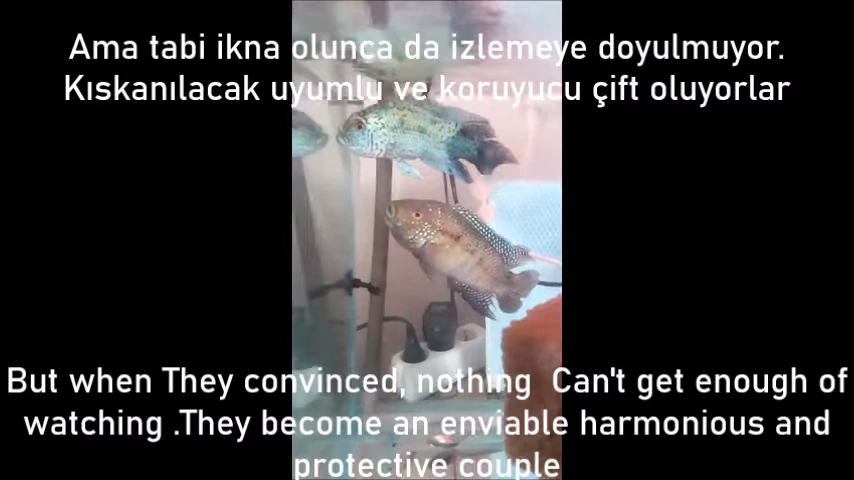 Ama tabi ikna olunca da izlemeye doyulmuyor.
Kıskanılacak uyumlu ve koruyucu çift oluyorlar
But when They convinced, nothing Can't get enough of
watching .They become an enviable harmonious and
protective couple